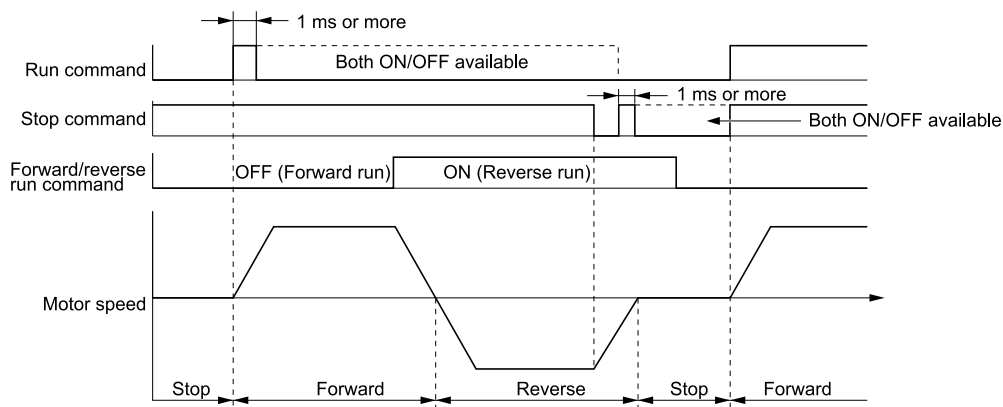 1 ms or more
Run command
Both ON/OFF available
1 ms or more
Stop command
Both ON/OFF available
Forward/reverse
run command
OFF (Forward run)
ON (Reverse run)
Motor speed
Stop
Forward
Reverse
Stop
Forward